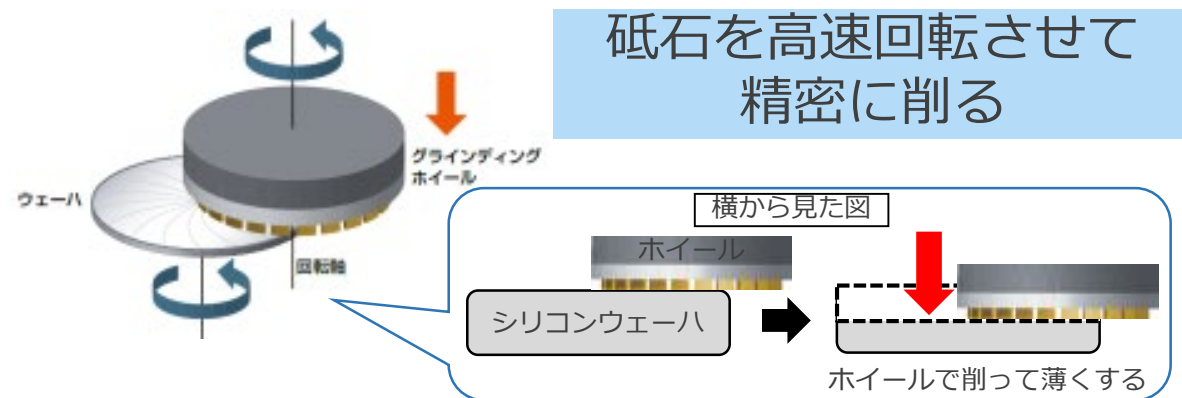 砥石を高速回転させて
精密に削る
グラインディング
ホイール
ウェーハ
回転軸
横から見た図
ホイール
シリコンウェーハ
ホイールで削って薄くする